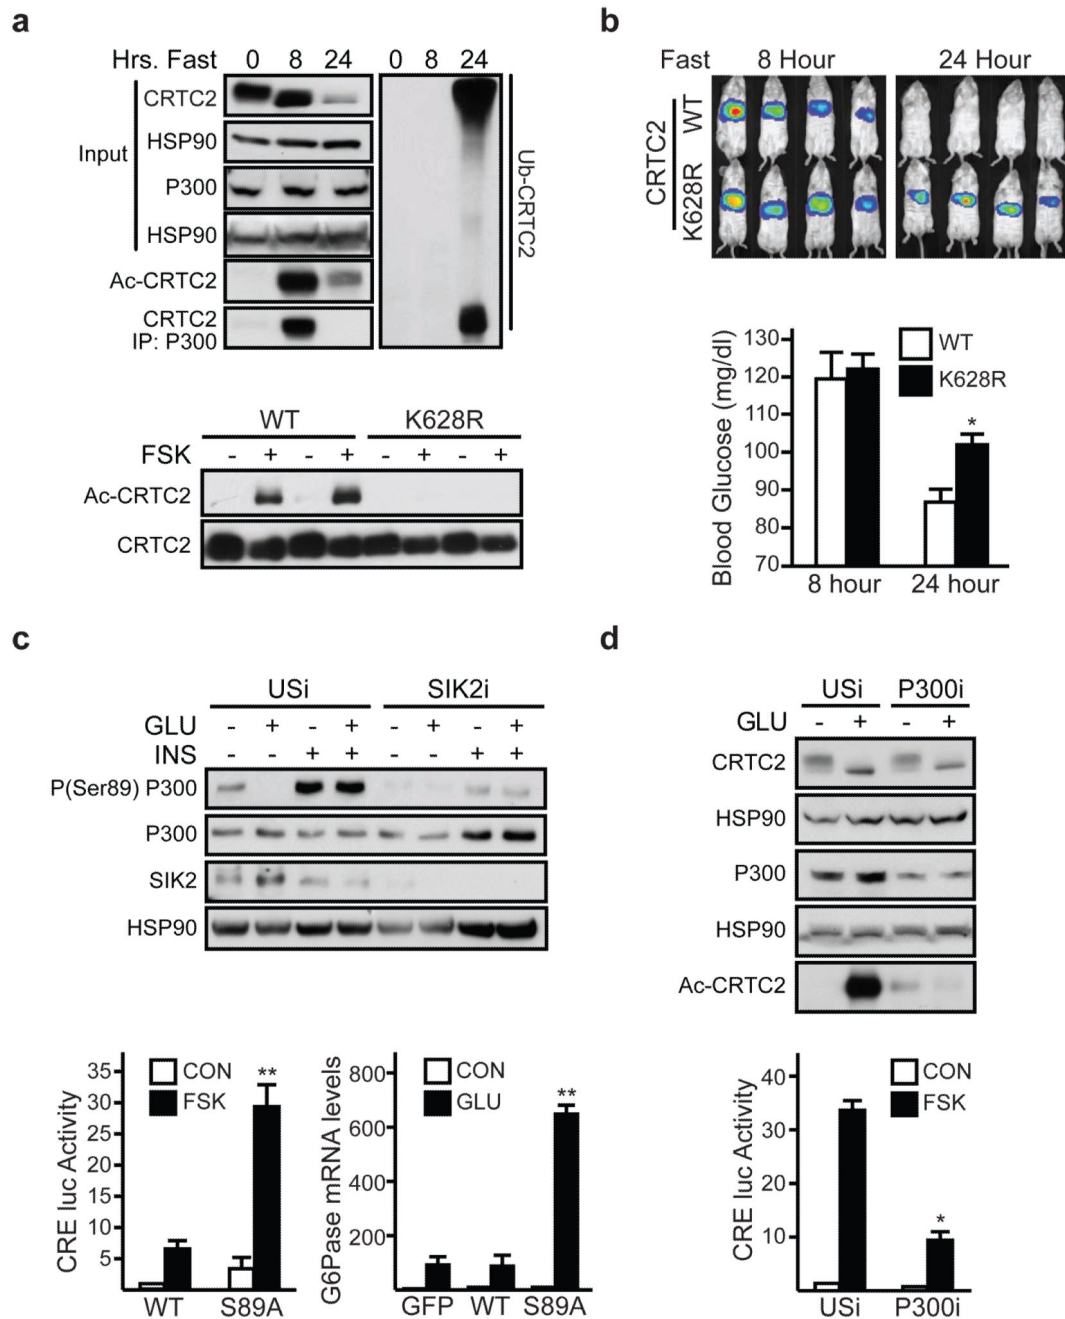 a
Hrs. Fast 0 8 24 0 8 24
Input
CRTC2
HSP90
P300
HSP90
Ac-CRTC2
CRTC2
IP: P300
Ub-CRTC2
WT K628R
FSK - + - + - + - +
Ac-CRTC2
CRTC2
b
Fast 8 Hour 24 Hour
CRTC2
WT
K628R
Blood Glucose (mg/dl)
130
120
110
100
90
80
70
WT
K628R
*
8 hour 24 hour
c
USi SIK2i
GLU - + - + - + - +
INS - - + + - - + +
P(Ser89) P300
P300
SIK2
HSP90
CRE luc Activity
35
30
25
20
15
10
5
CON
FSK
**
WT S89A
G6Pase mRNA levels
800
600
400
200
CON
GLU
**
GFP WT S89A
d
USi P300i
GLU - + - +
CRTC2
HSP90
P300
HSP90
Ac-CRTC2
CRE luc Activity
40
30
20
10
CON
FSK
*
USi P300i